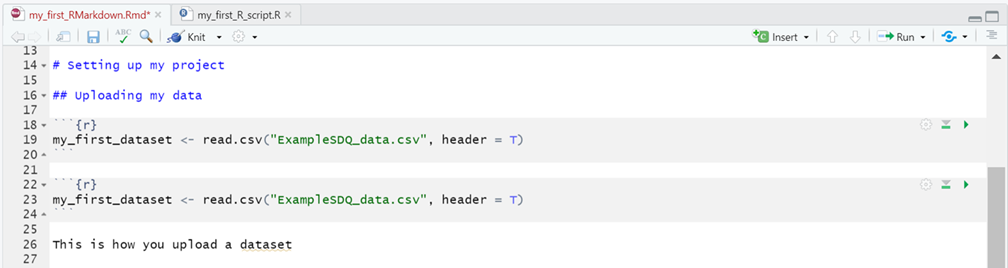 my_first_RMarkdown.Rmd* × my_first_R_script.R ×
ABC Knit Insert Run
13
14 # Setting up my project
15
16 ## Uploading my data
17
18 ```{r}
19 my_first_dataset <- read.csv("ExampleSDQ_data.csv", header = T)
20 ```
21
22 ```{r}
23 my_first_dataset <- read.csv("ExampleSDQ_data.csv", header = T)
24 ```
25
26 This is how you upload a dataset
27